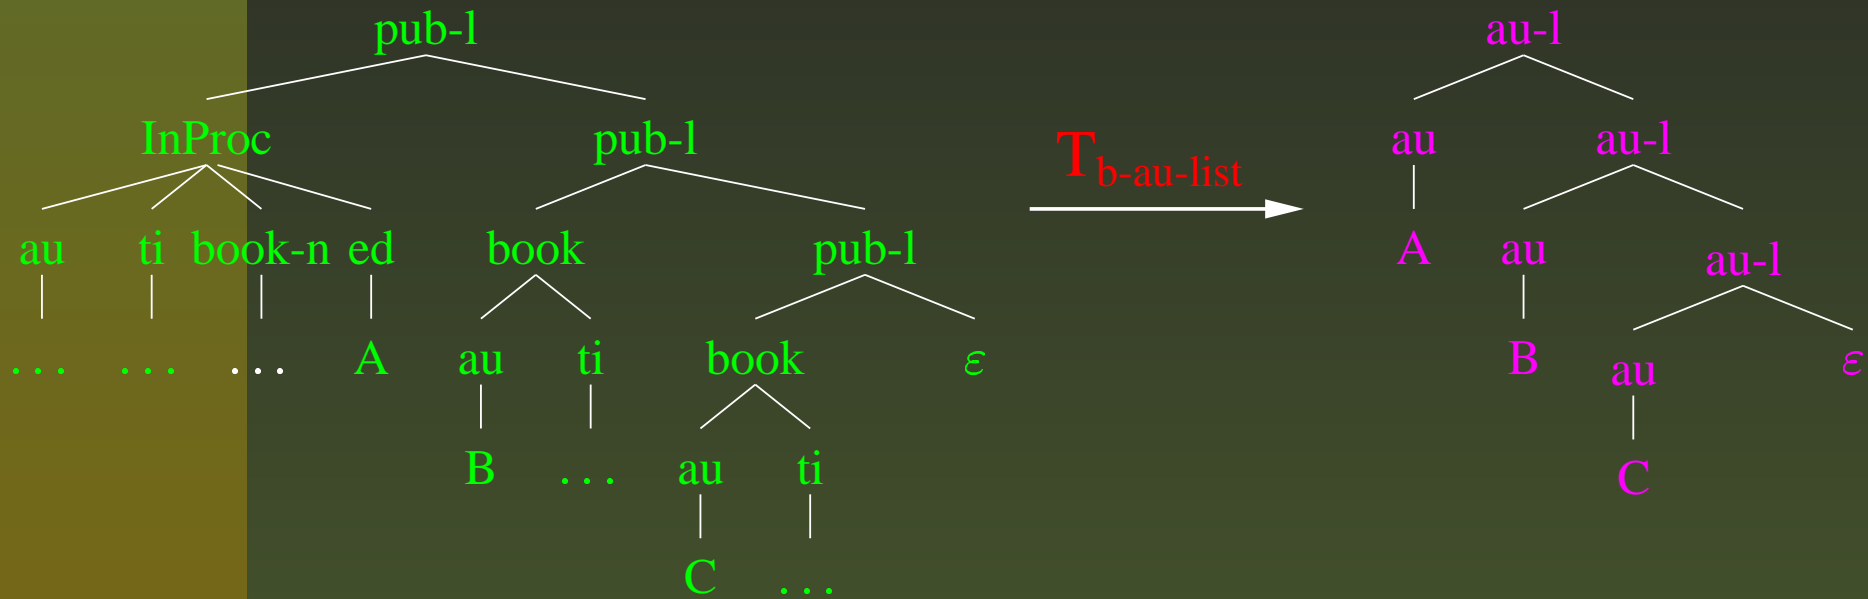 pub-l au-l
InProc pub-l T_b-au-list au au-l
au ti book-n ed book pub-l A au au-l
... ... ... A au ti book ε B au ε
B ... au ti C
C ...